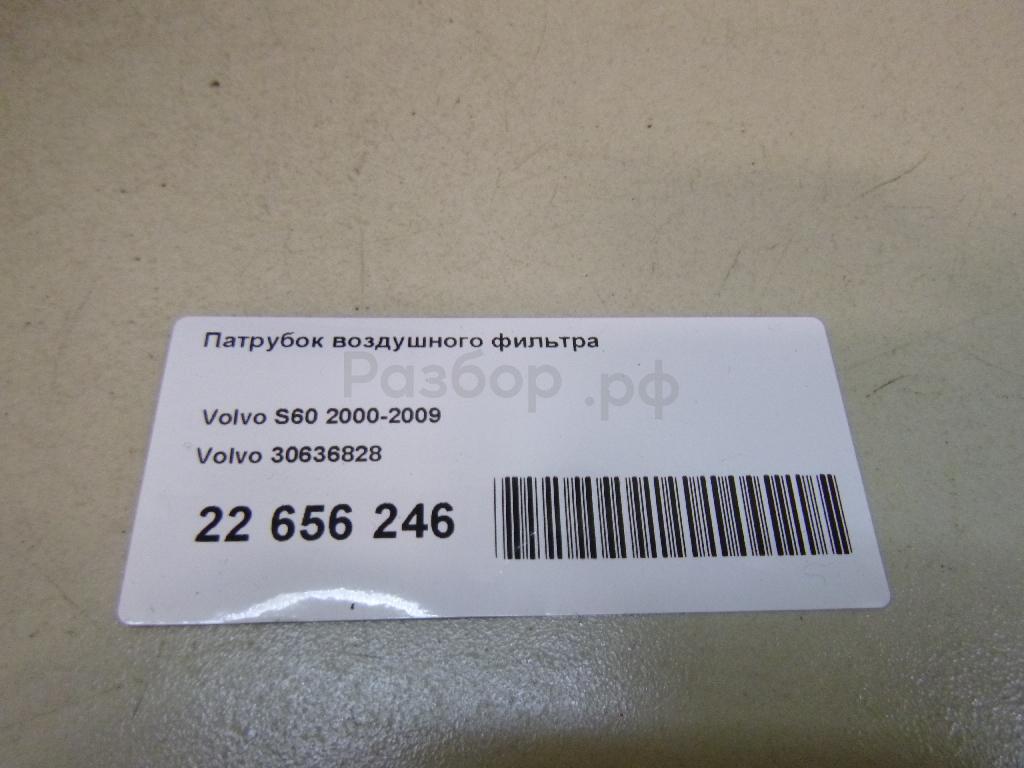 Патрубок воздушного фильтра
Разбор.рф
Volvo S60 2000-2009
Volvo 30636828
22 656 246